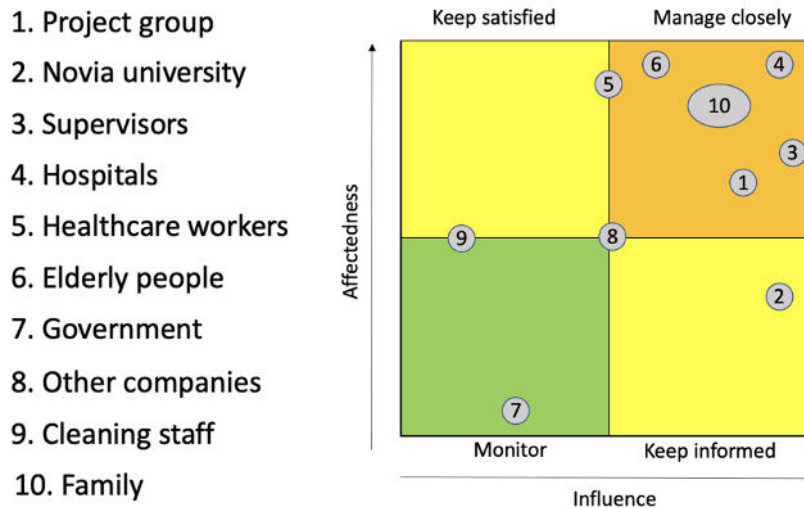 1. Project group
2. Novia university
3. Supervisors
4. Hospitals
5. Healthcare workers
6. Elderly people
7. Government
8. Other companies
9. Cleaning staff
10. Family
Keep satisfied
Manage closely
6
4
5
10
3
1
9
8
2
7
Affectedness
Monitor
Keep informed
Influence